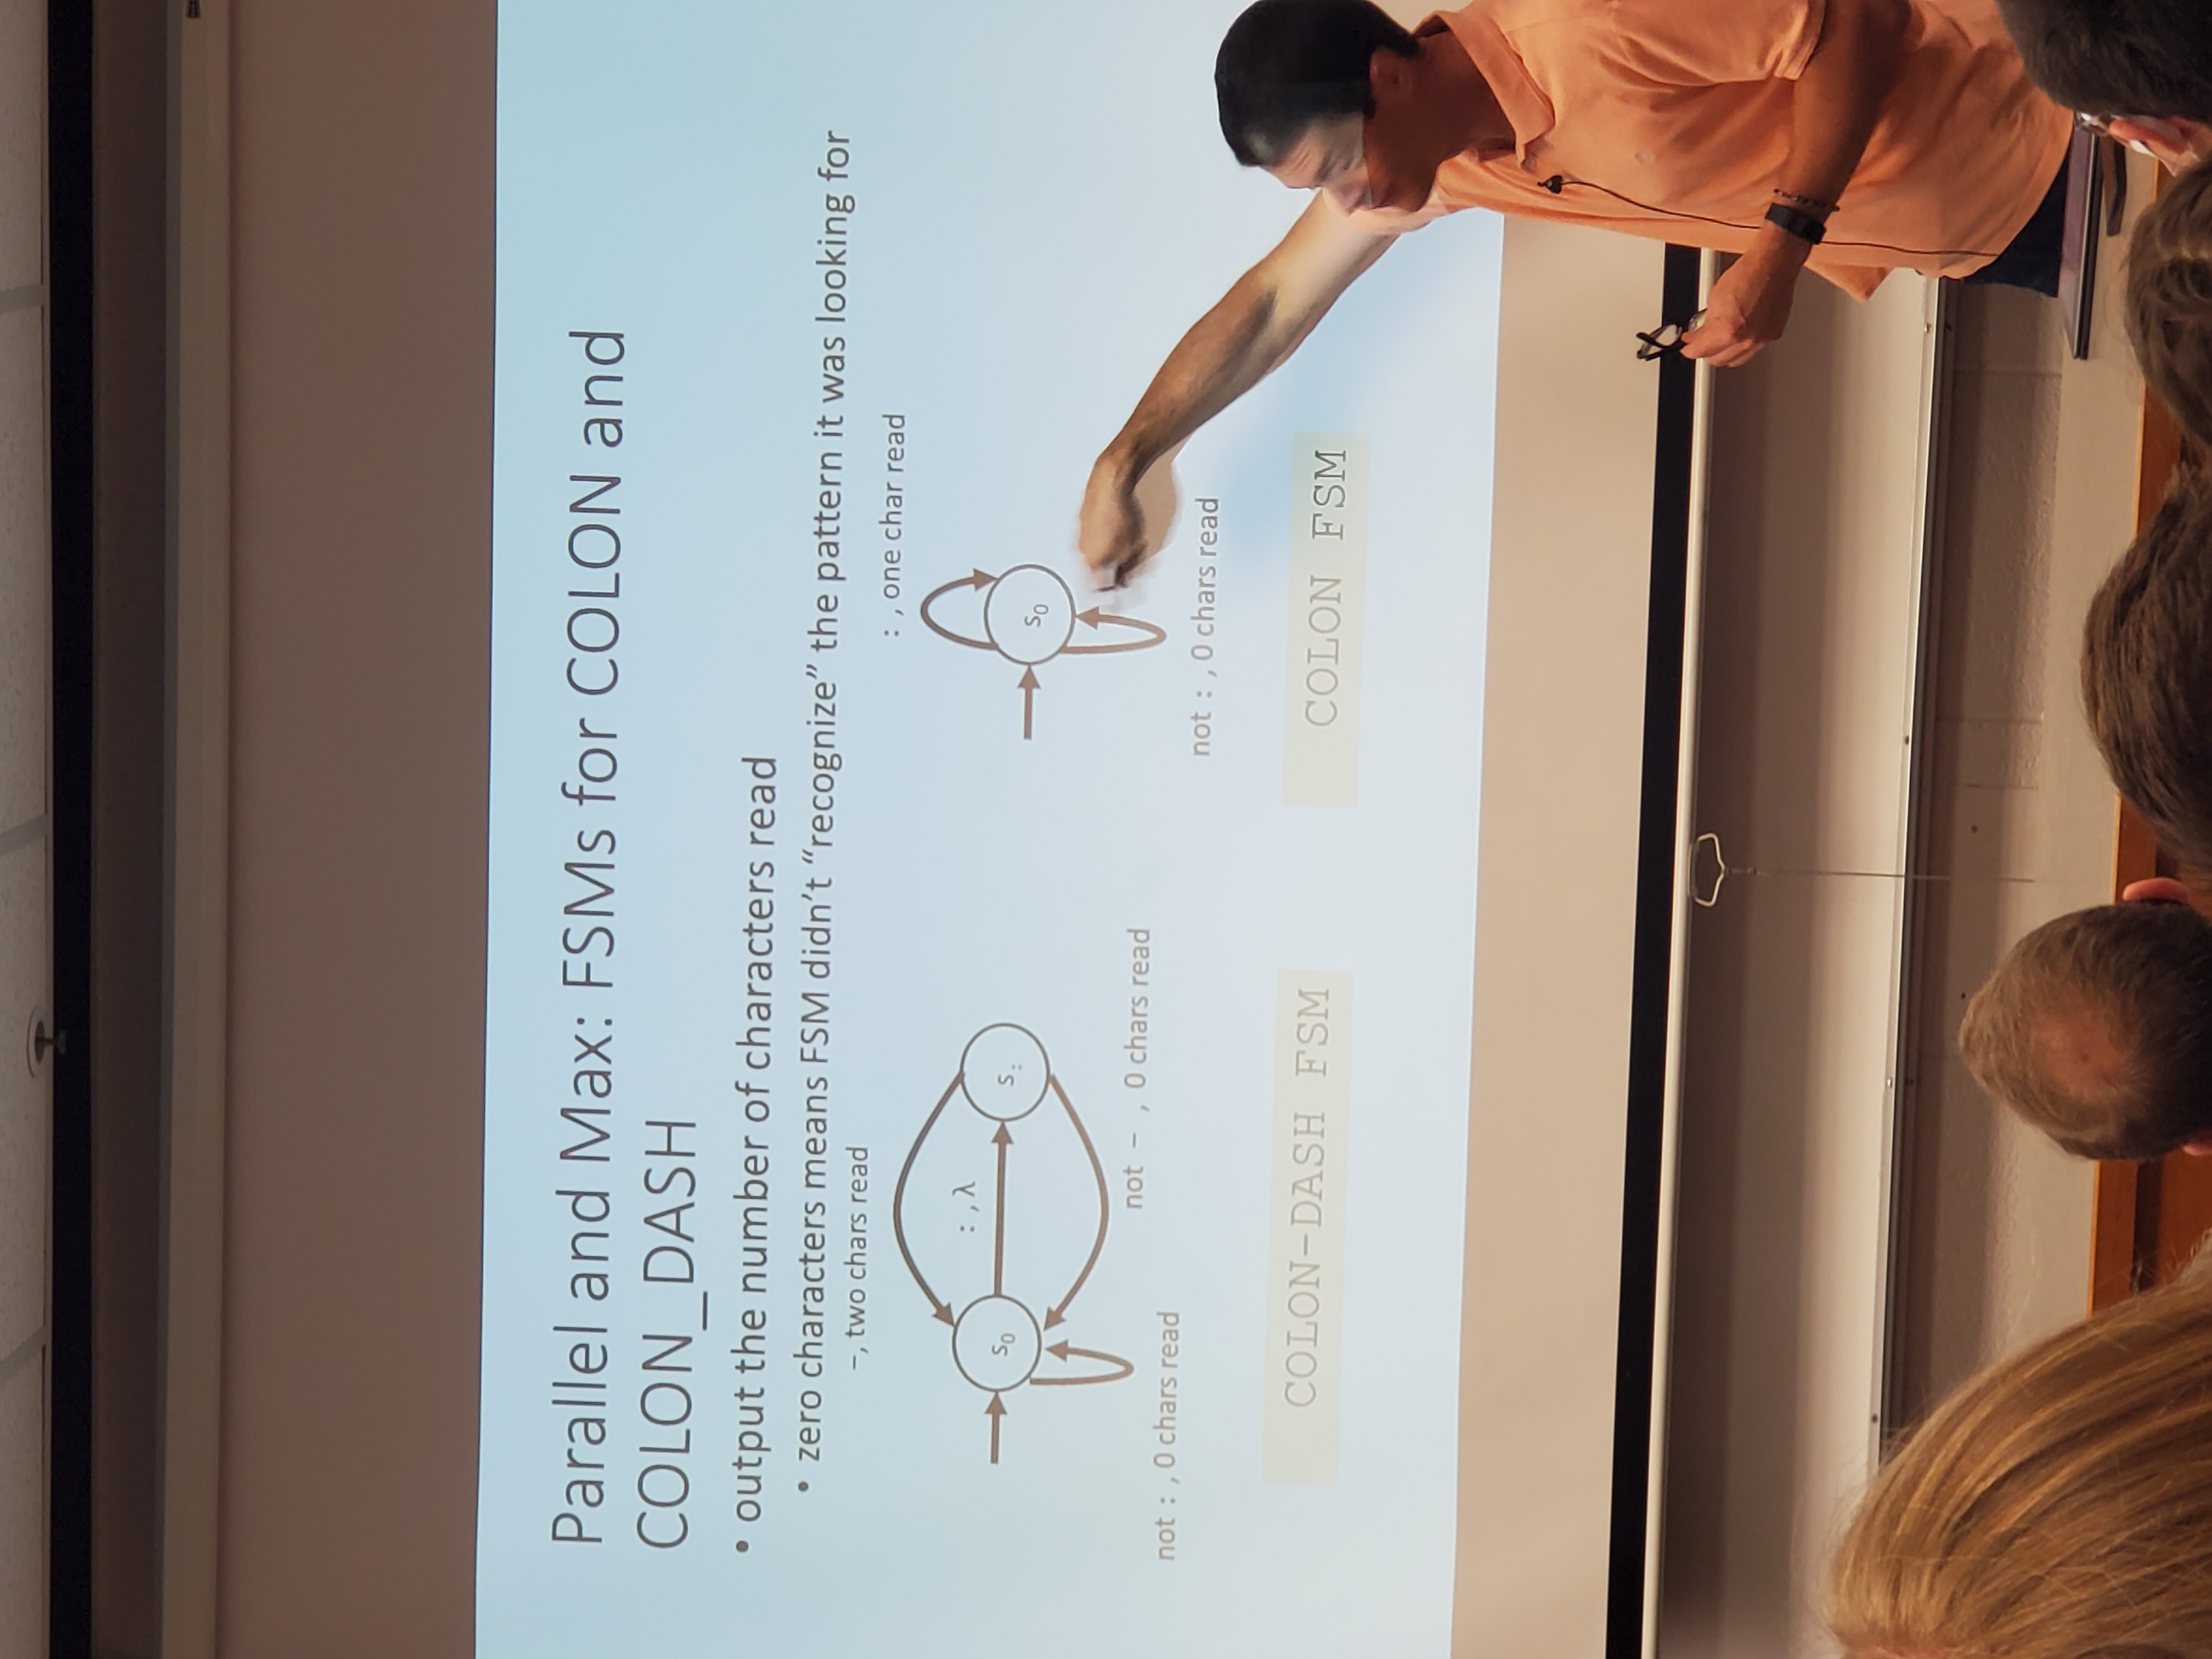 Parallel and Max: FSMs for COLON and
COLON_DASH
• output the number of characters read
• zero characters means FSM didn't “recognize” the pattern it was looking for
–, two chars read
: , one char read
: , λ
s0
s:
s0
not – , 0 chars read
not : , 0 chars read
not : , 0 chars read
COLON-DASH FSM
COLON FSM